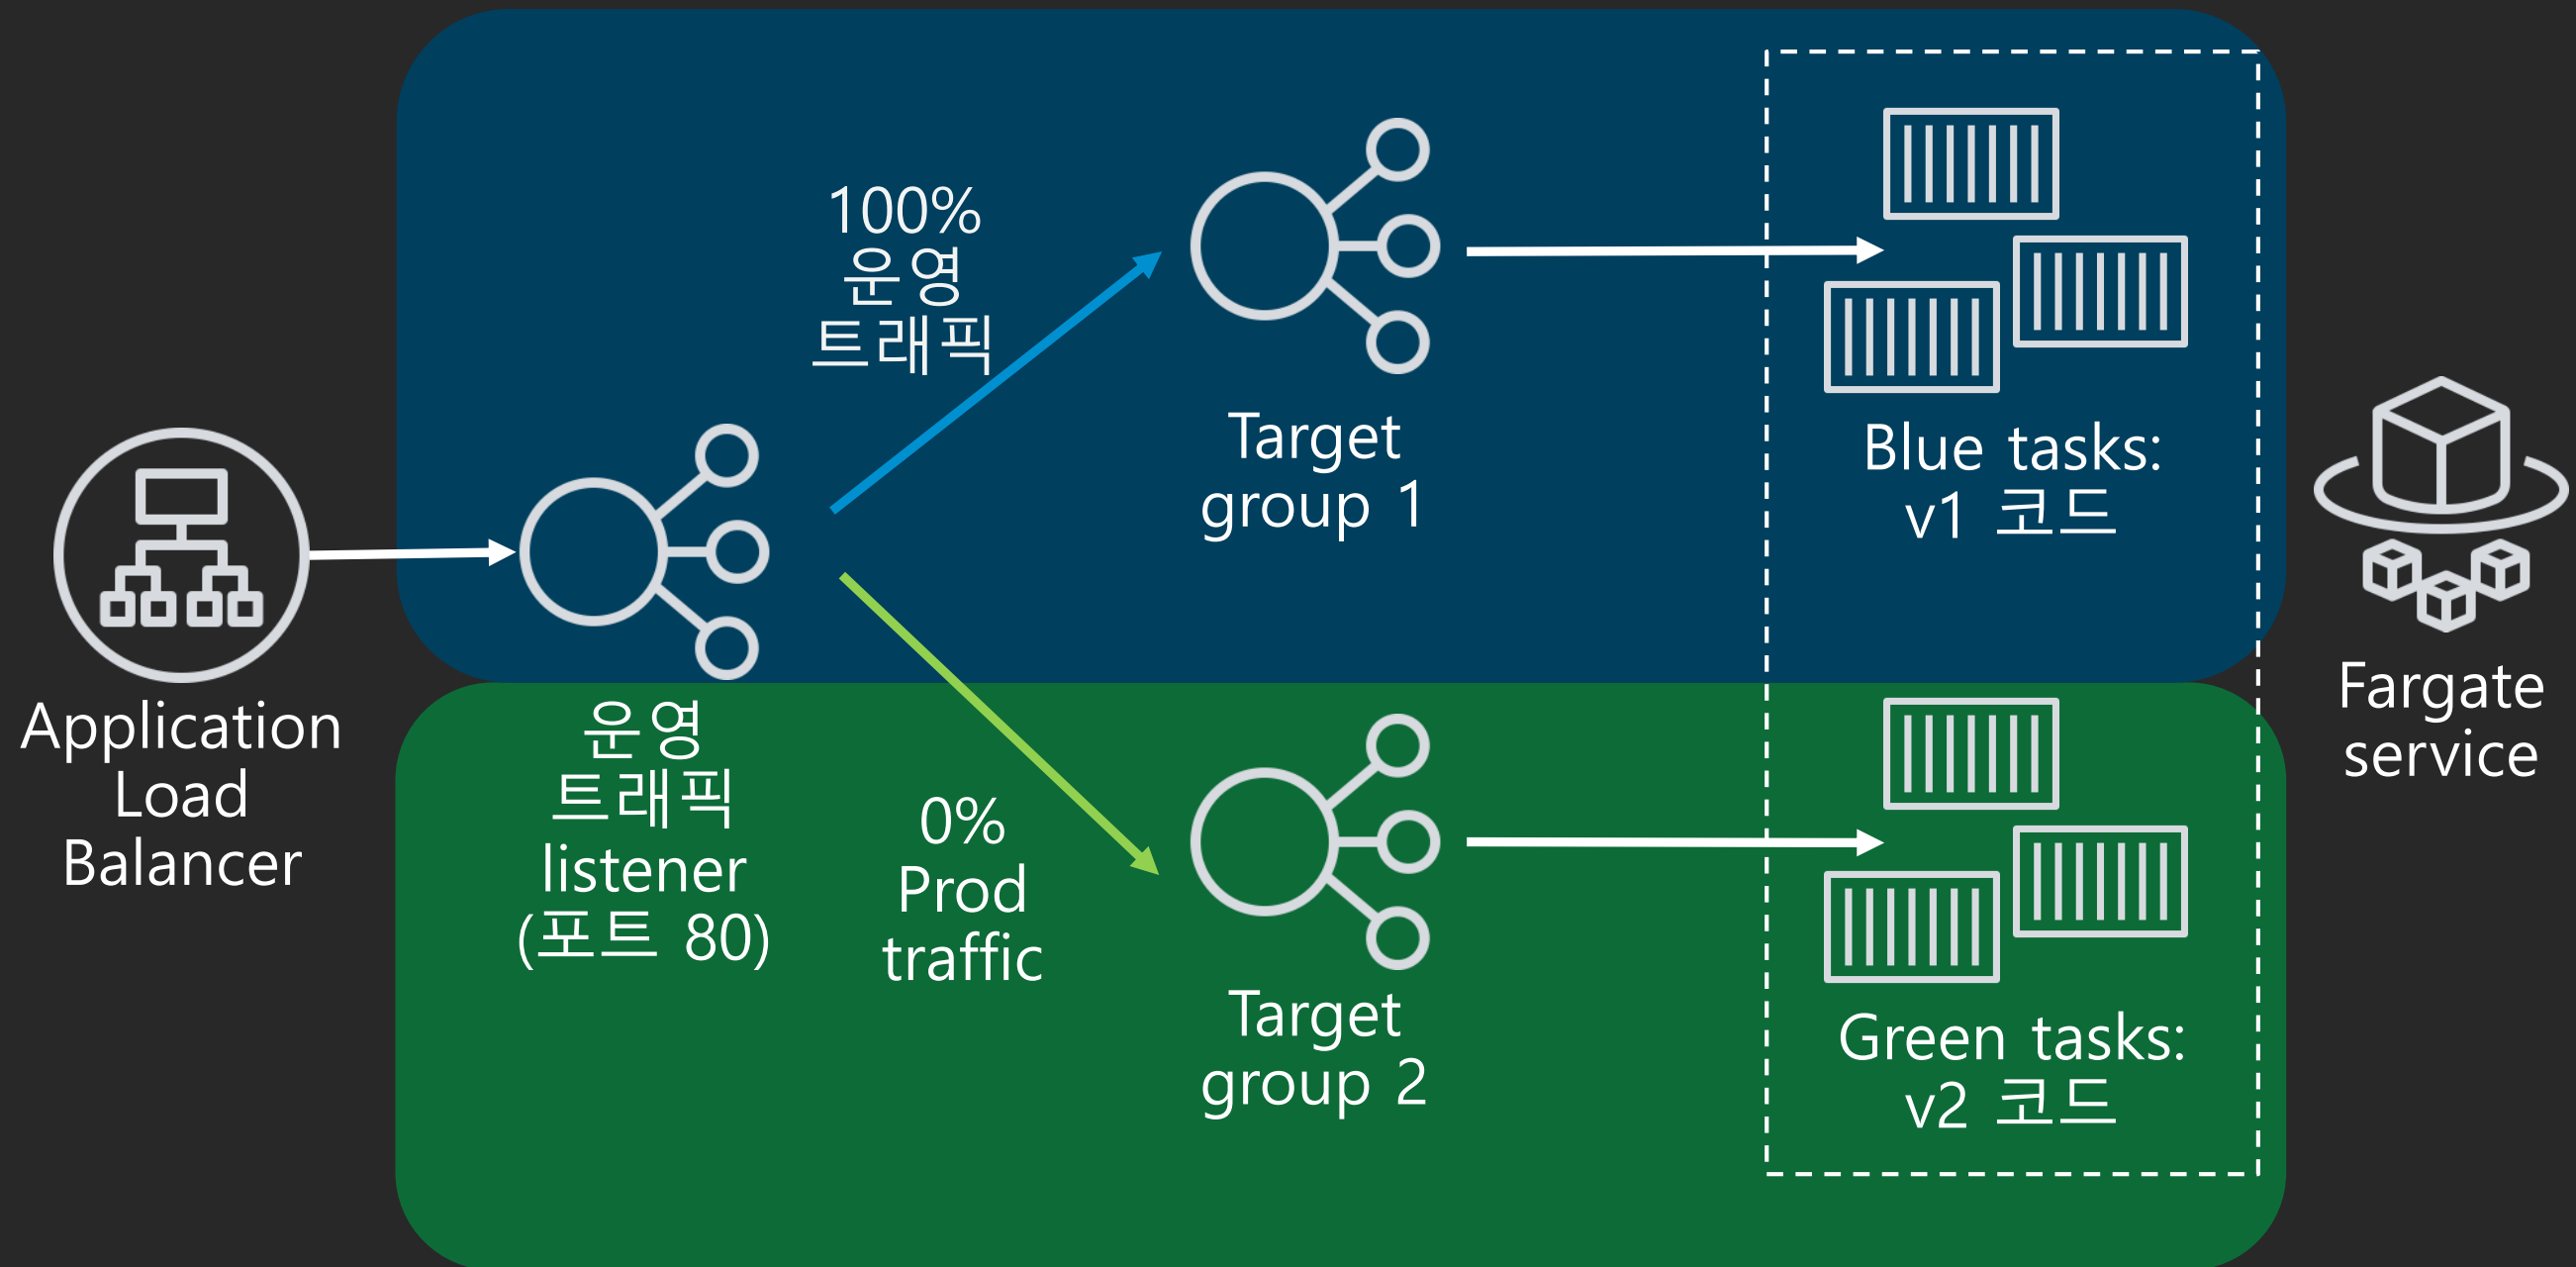 Application
Load
Balancer
운영
트래픽
listener
(포트 80)
100%
운영
트래픽
0%
Prod
traffic
Target
group 1
Target
group 2
Blue tasks:
v1 코드
Green tasks:
v2 코드
Fargate
service